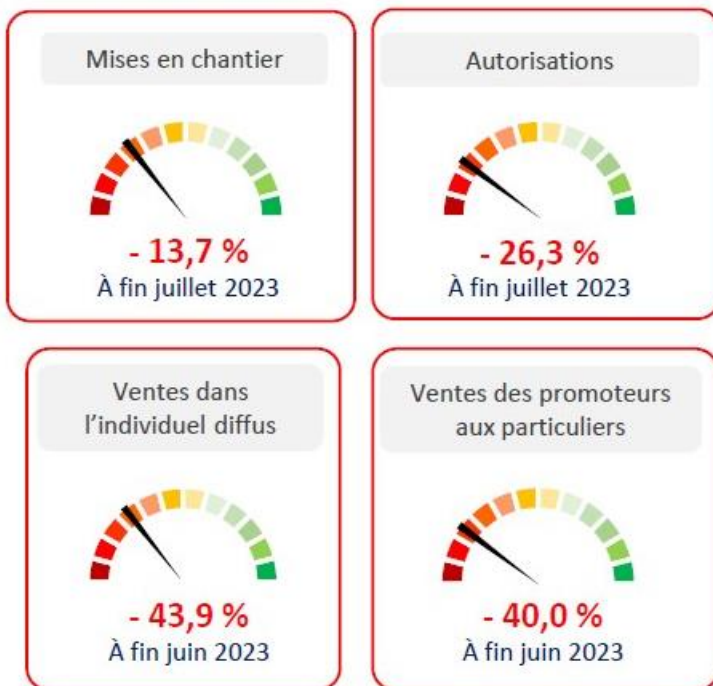 Mises en chantier
- 13,7 %
À fin juillet 2023
Autorisations
- 26,3 %
À fin juillet 2023
Ventes dans
l’individuel diffus
- 43,9 %
À fin juin 2023
Ventes des promoteurs
aux particuliers
- 40,0 %
À fin juin 2023